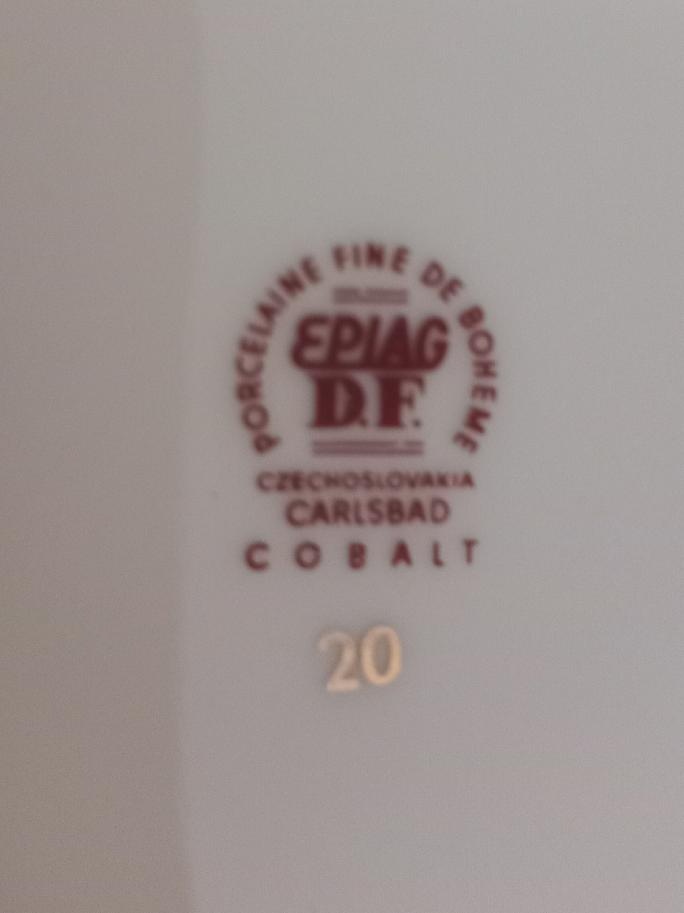 PORCELAINE FINE DE BOHEME
EPIAG
D.F.
CZECHOSLOVAKIA
CARLSBAD
COBALT
20